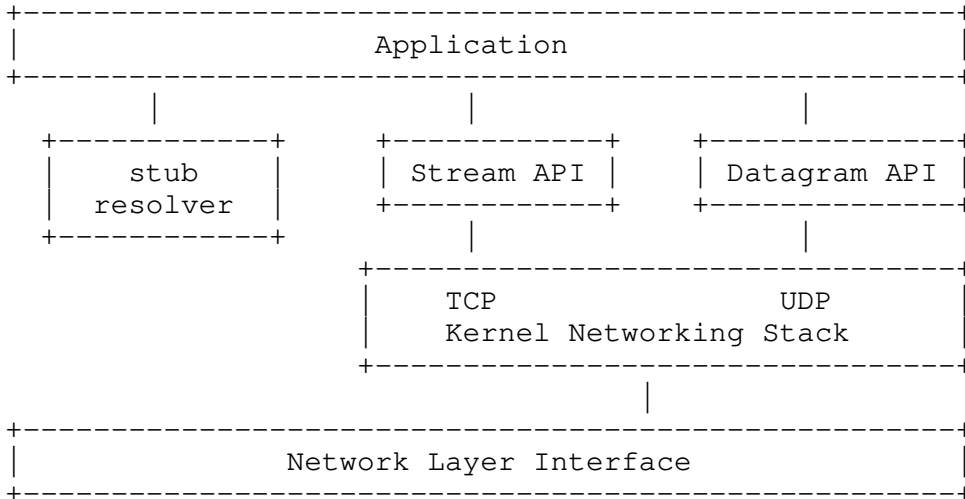 Application
stub Stream API Datagram API
resolver
TCP UDP
Kernel Networking Stack
Network Layer Interface